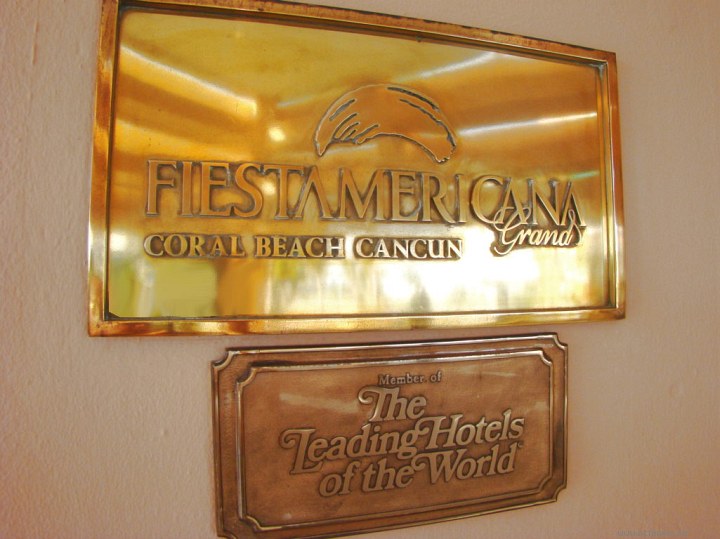 FIESTAMERICANA
Grand
CORAL BEACH CANCUN
Member of
The
Leading Hotels
of the World